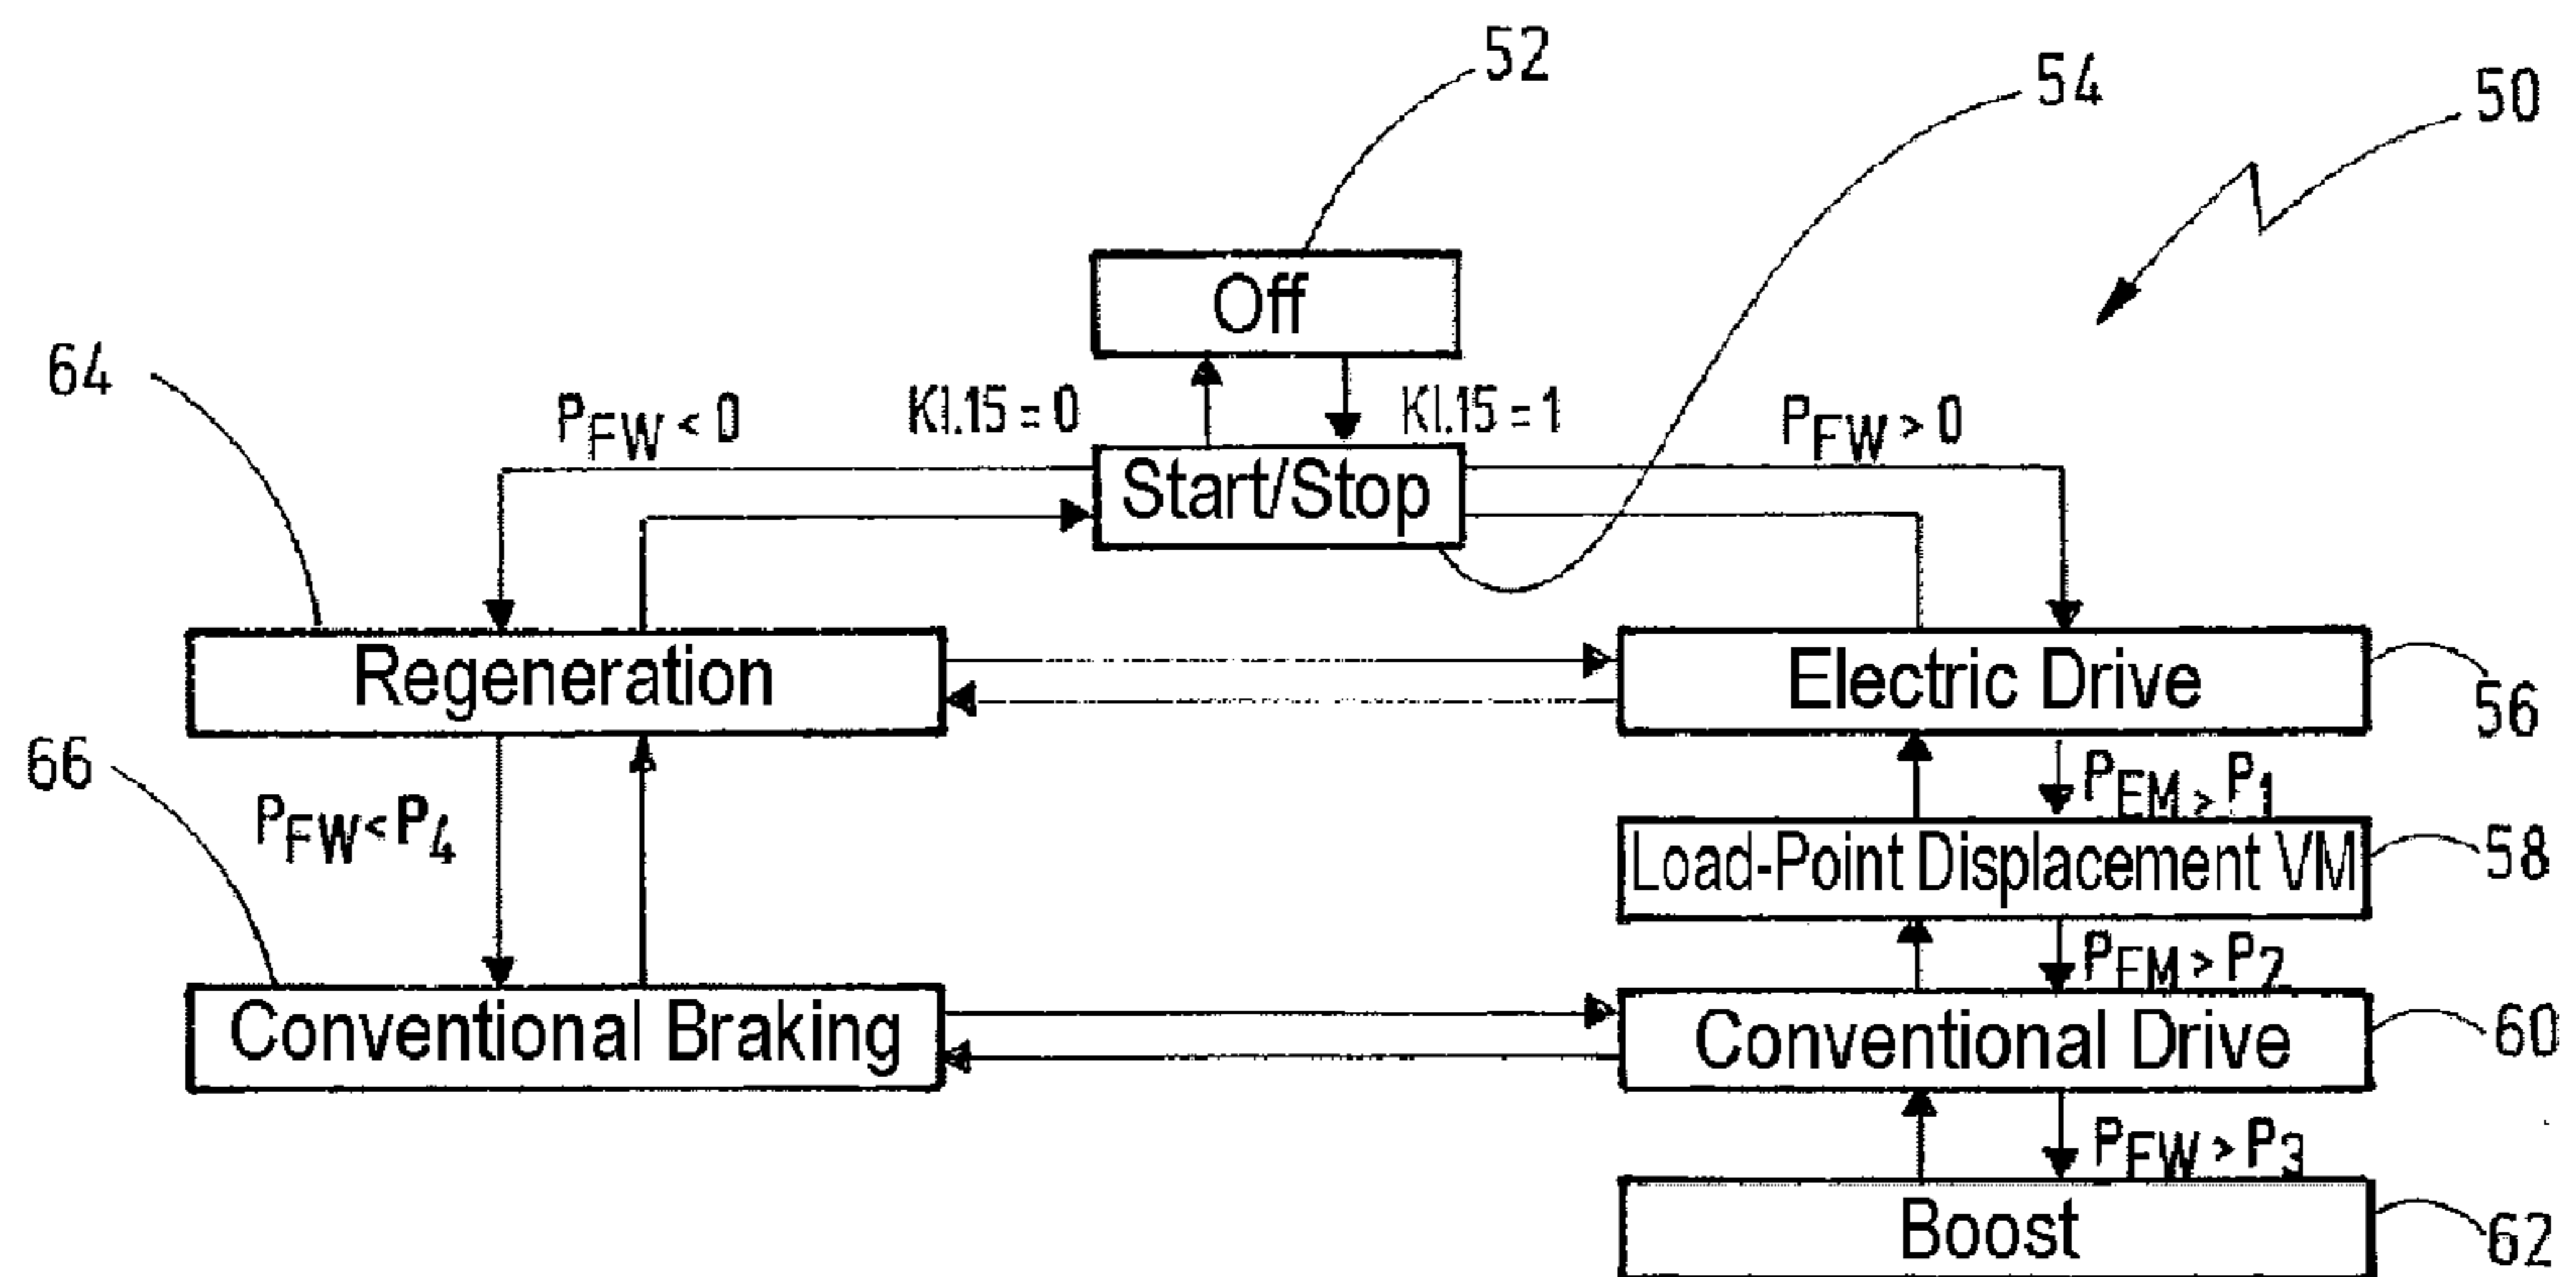 52
54
50
Off
64
PFW < 0
Kl.15 = 0
Kl.15 = 1
PFW > 0
Start/Stop
Regeneration
Electric Drive
56
66
PFW < P4
PEM > P1
Load-Point Displacement VM
58
PEM > P2
Conventional Braking
Conventional Drive
60
PFW > P3
Boost
62